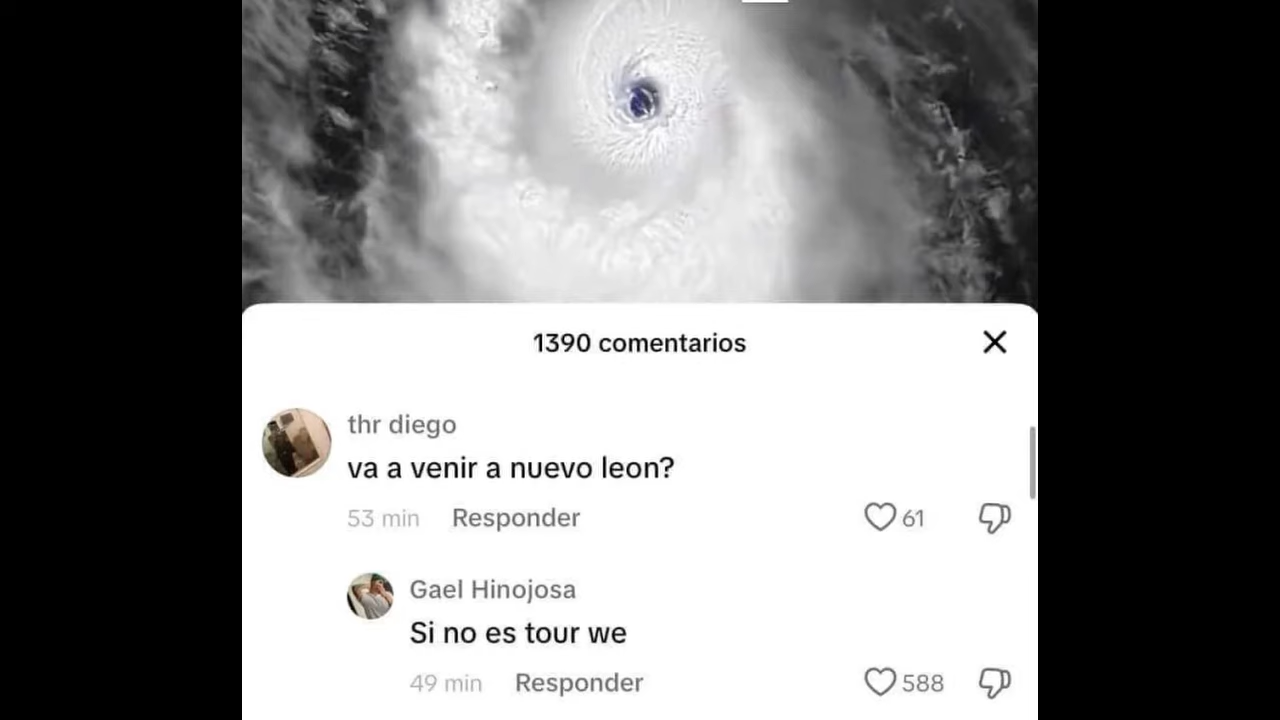 1390 comentarios
thr diego
va a venir a nuevo leon?
53 min Responder 61
Gael Hinojosa
Si no es tour we
49 min Responder 588